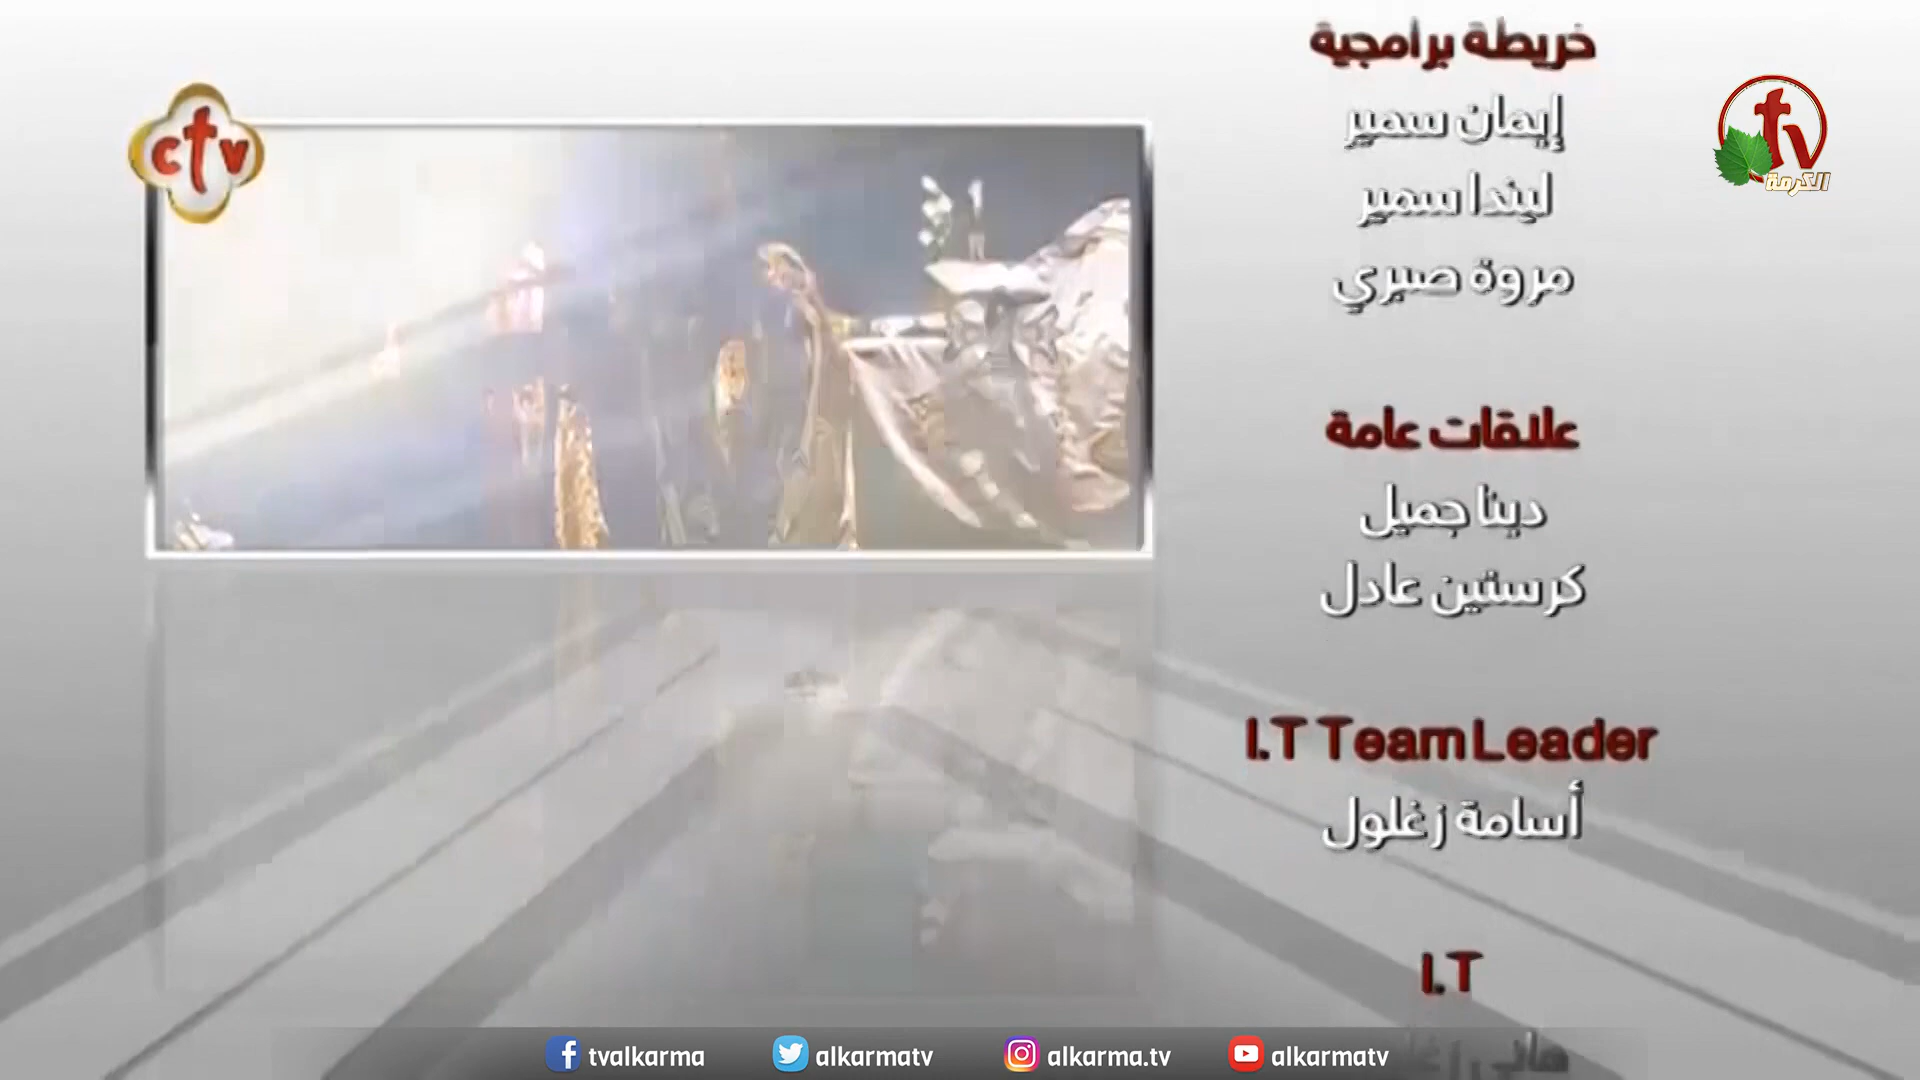 ctv
tv
الكرمة
خريطة برامجية
إيمان سمير
ليندا سمير
مروة صبري
علاقات عامة
دينا جميل
كرستين عادل
I.T Team Leader
أسامة زغلول
I.T
هاني
tvalkarma
alkarmatv
alkarma.tv
alkarmatv